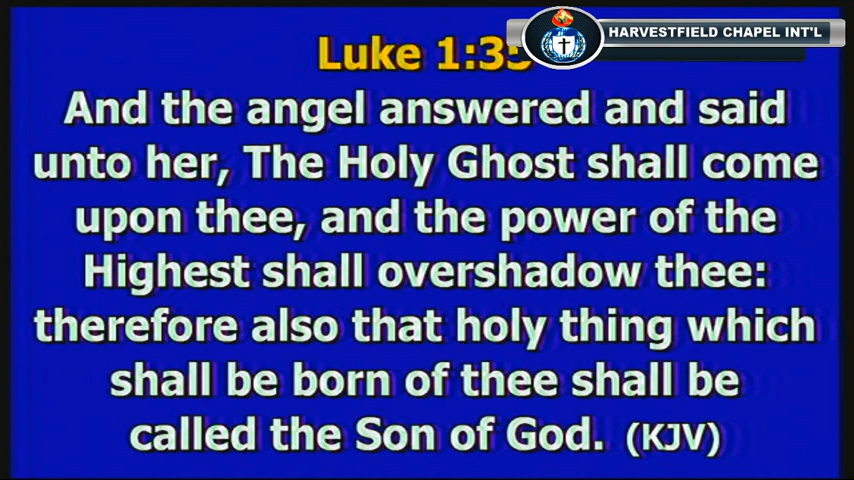 HARVESTFIELD CHAPEL INT'L
Luke 1:35
And the angel answered and said
unto her, The Holy Ghost shall come
upon thee, and the power of the
Highest shall overshadow thee:
therefore also that holy thing which
shall be born of thee shall be
called the Son of God. (KJV)